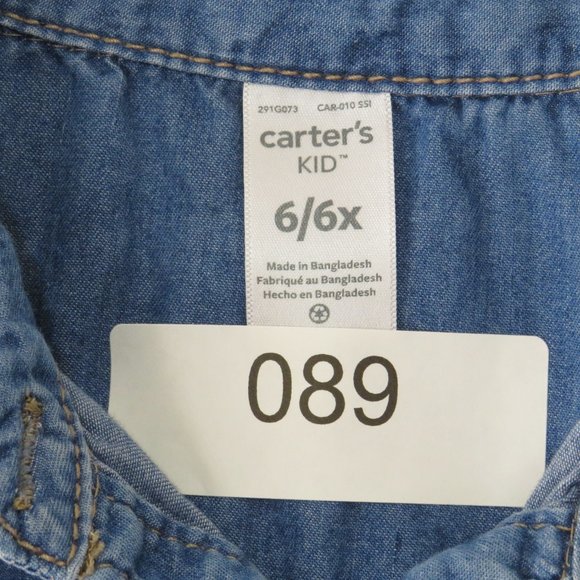 291G073 CAR-010 SSI
carter's
KID™
6/6x
Made in Bangladesh
Fabriqué au Bangladesh
Hecho en Bangladesh
089